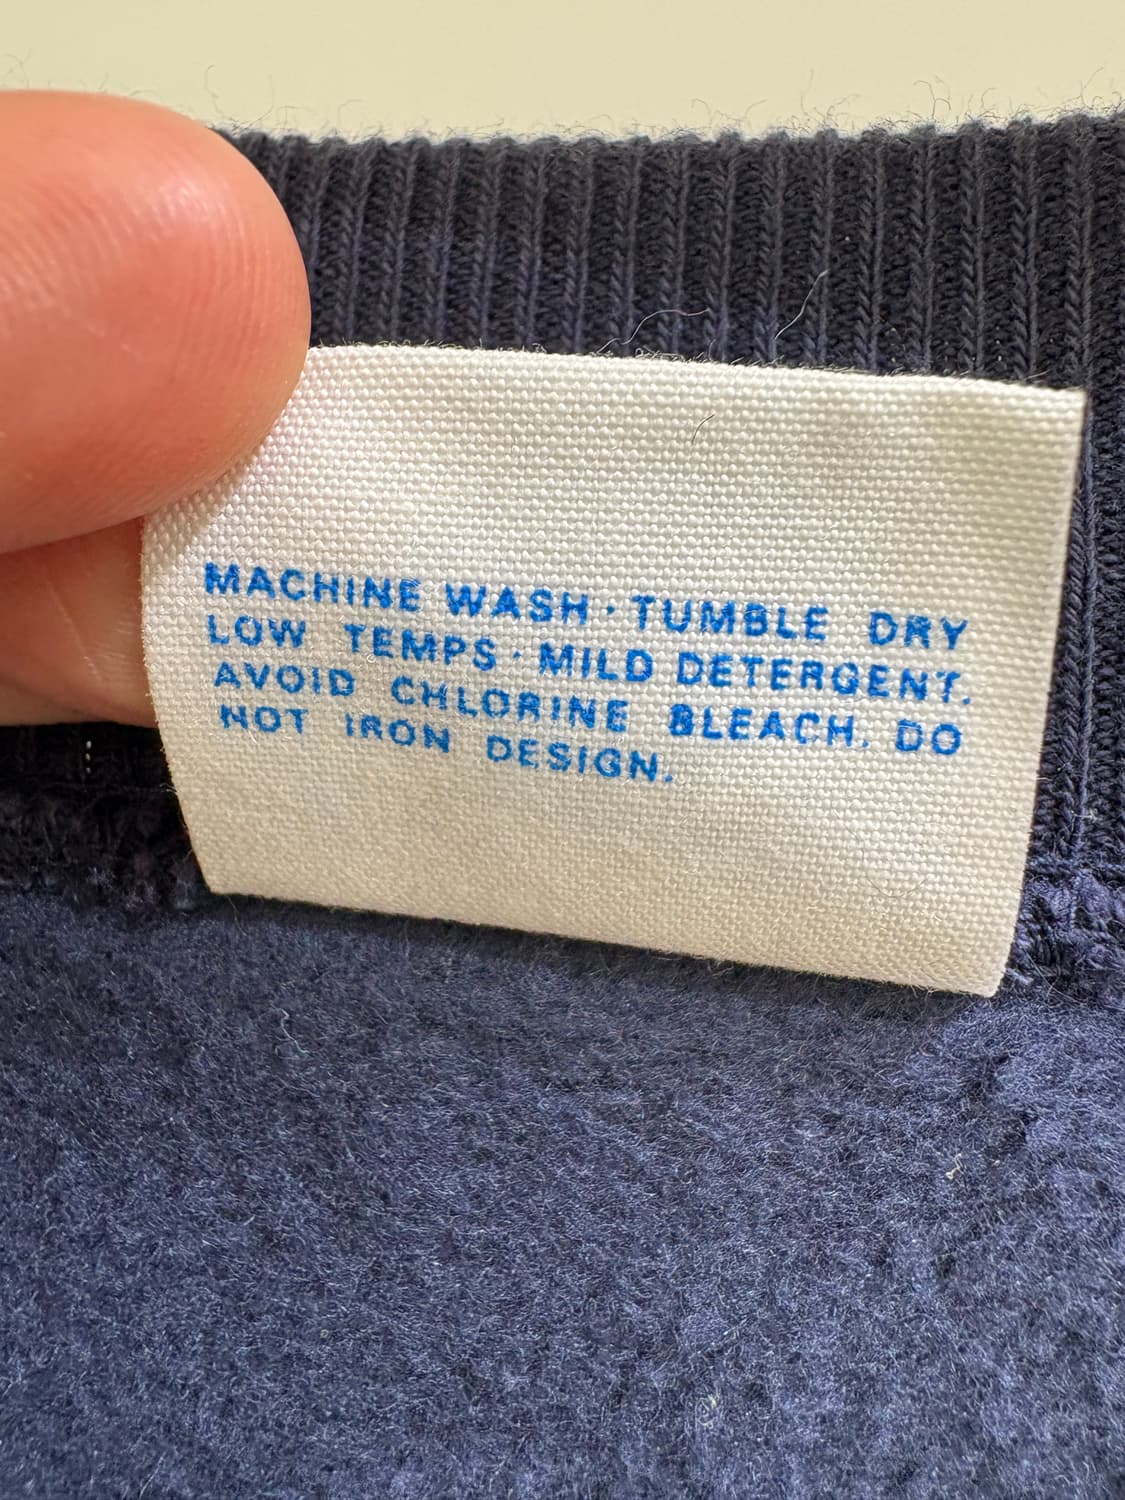 MACHINE WASH · TUMBLE DRY
LOW TEMPS · MILD DETERGENT.
AVOID CHLORINE BLEACH. DO
NOT IRON DESIGN.